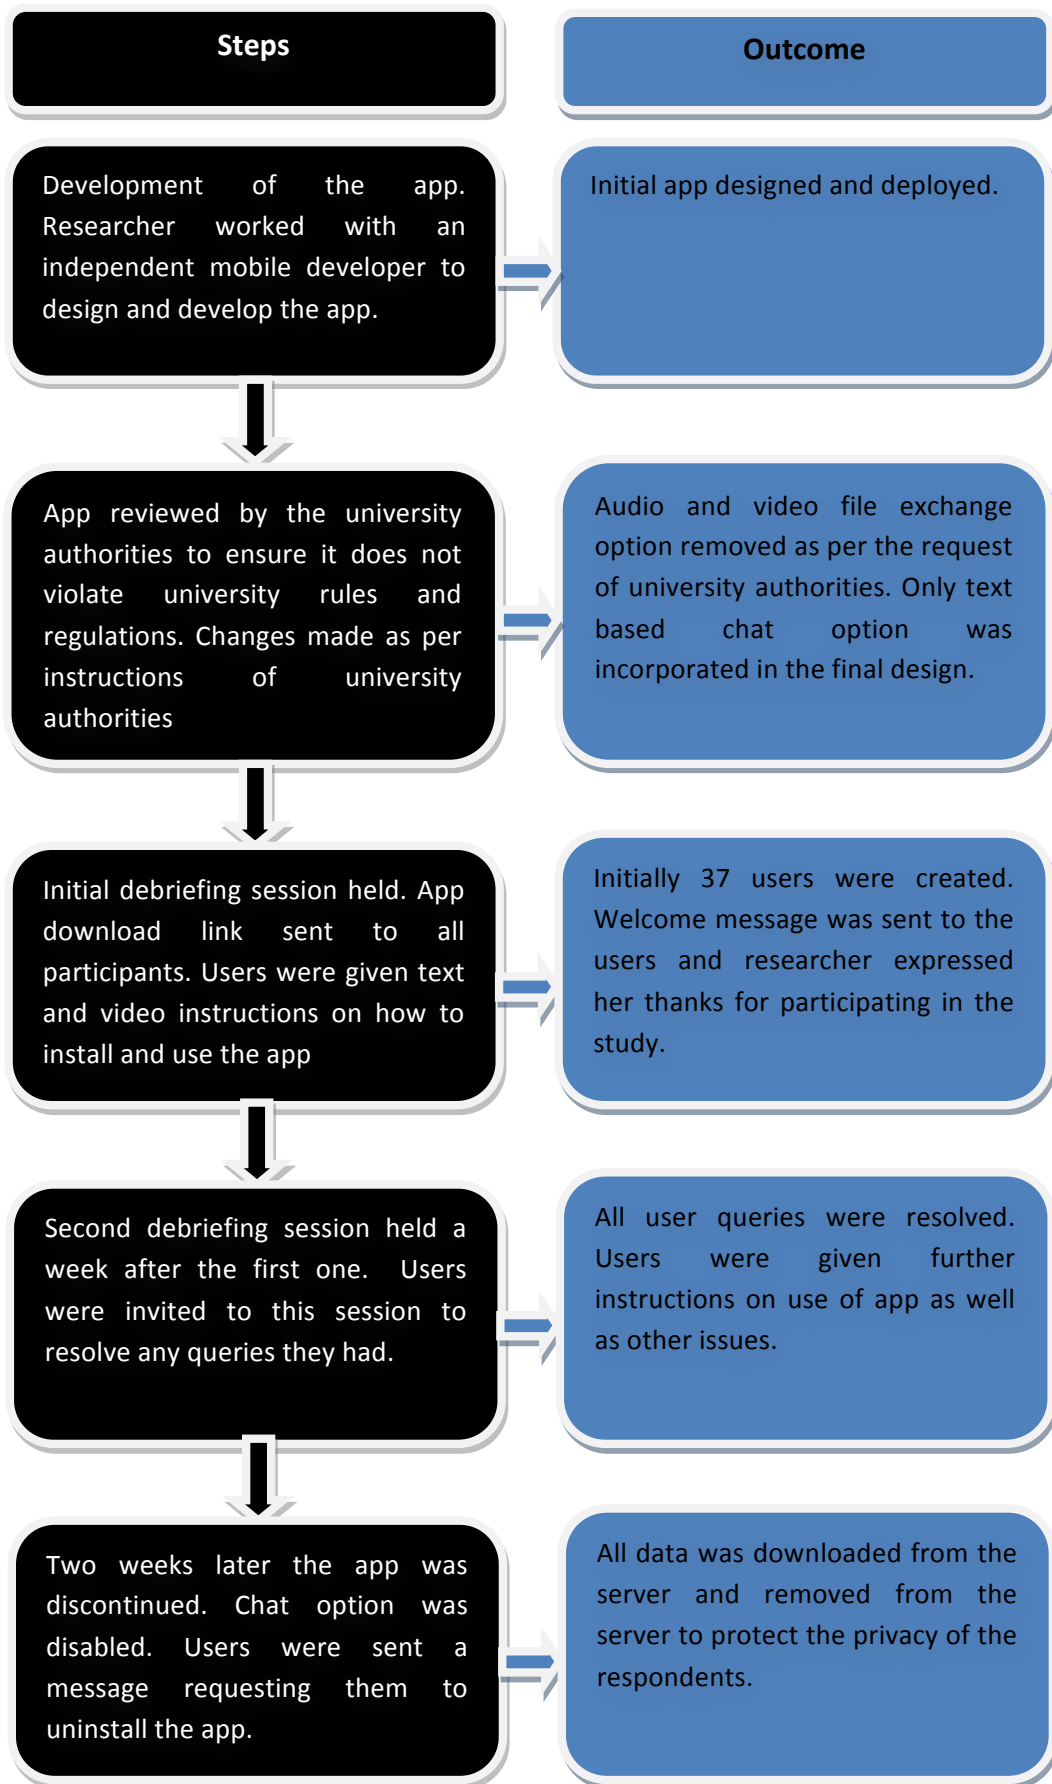 Steps
Outcome
Development of the app.
Researcher worked with an
independent mobile developer to
design and develop the app.
Initial app designed and deployed.
App reviewed by the university
authorities to ensure it does not
violate university rules and
regulations. Changes made as per
instructions of university
authorities
Audio and video file exchange
option removed as per the request
of university authorities. Only text
based chat option was
incorporated in the final design.
Initial debriefing session held. App
download link sent to all
participants. Users were given text
and video instructions on how to
install and use the app
Initially 37 users were created.
Welcome message was sent to the
users and researcher expressed
her thanks for participating in the
study.
Second debriefing session held a
week after the first one. Users
were invited to this session to
resolve any queries they had.
All user queries were resolved.
Users were given further
instructions on use of app as well
as other issues.
Two weeks later the app was
discontinued. Chat option was
disabled. Users were sent a
message requesting them to
uninstall the app.
All data was downloaded from the
server and removed from the
server to protect the privacy of the
respondents.